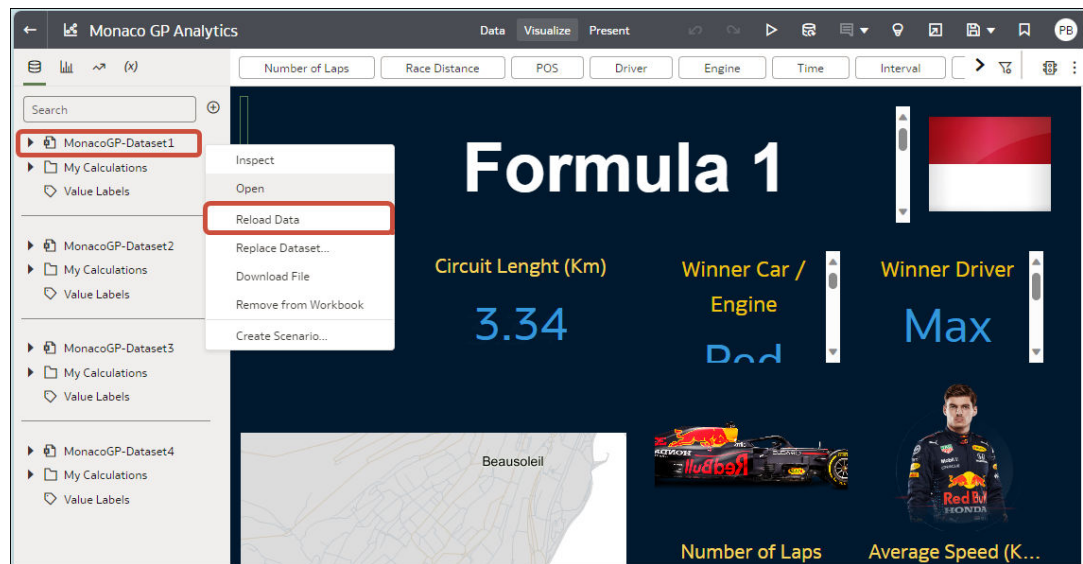 Monaco GP Analytics
Data Visualize Present
PB
(x)
Number of Laps Race Distance POS Driver Engine Time Interval
Search
MonacoGP-Dataset1
My Calculations
Value Labels
MonacoGP-Dataset2
My Calculations
Value Labels
MonacoGP-Dataset3
My Calculations
Value Labels
MonacoGP-Dataset4
My Calculations
Value Labels
Inspect
Open
Reload Data
Replace Dataset...
Download File
Remove from Workbook
Create Scenario...
Formula 1
Circuit Lenght (Km)
3.34
Winner Car /
Engine
Red
Winner Driver
Max
Beausoleil
RedBull
Red Bull
HONDA
Number of Laps
Average Speed (K...